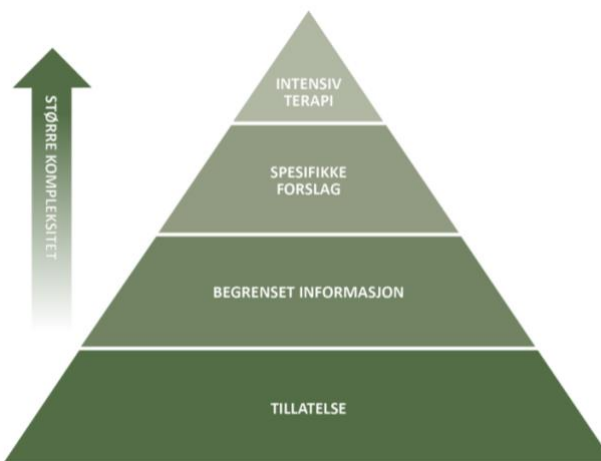 STØRRE KOMPLEKSITET
INTENSIV
TERAPI
SPESIFIKKE
FORSLAG
BEGRENSET INFORMASJON
TILLATELSE